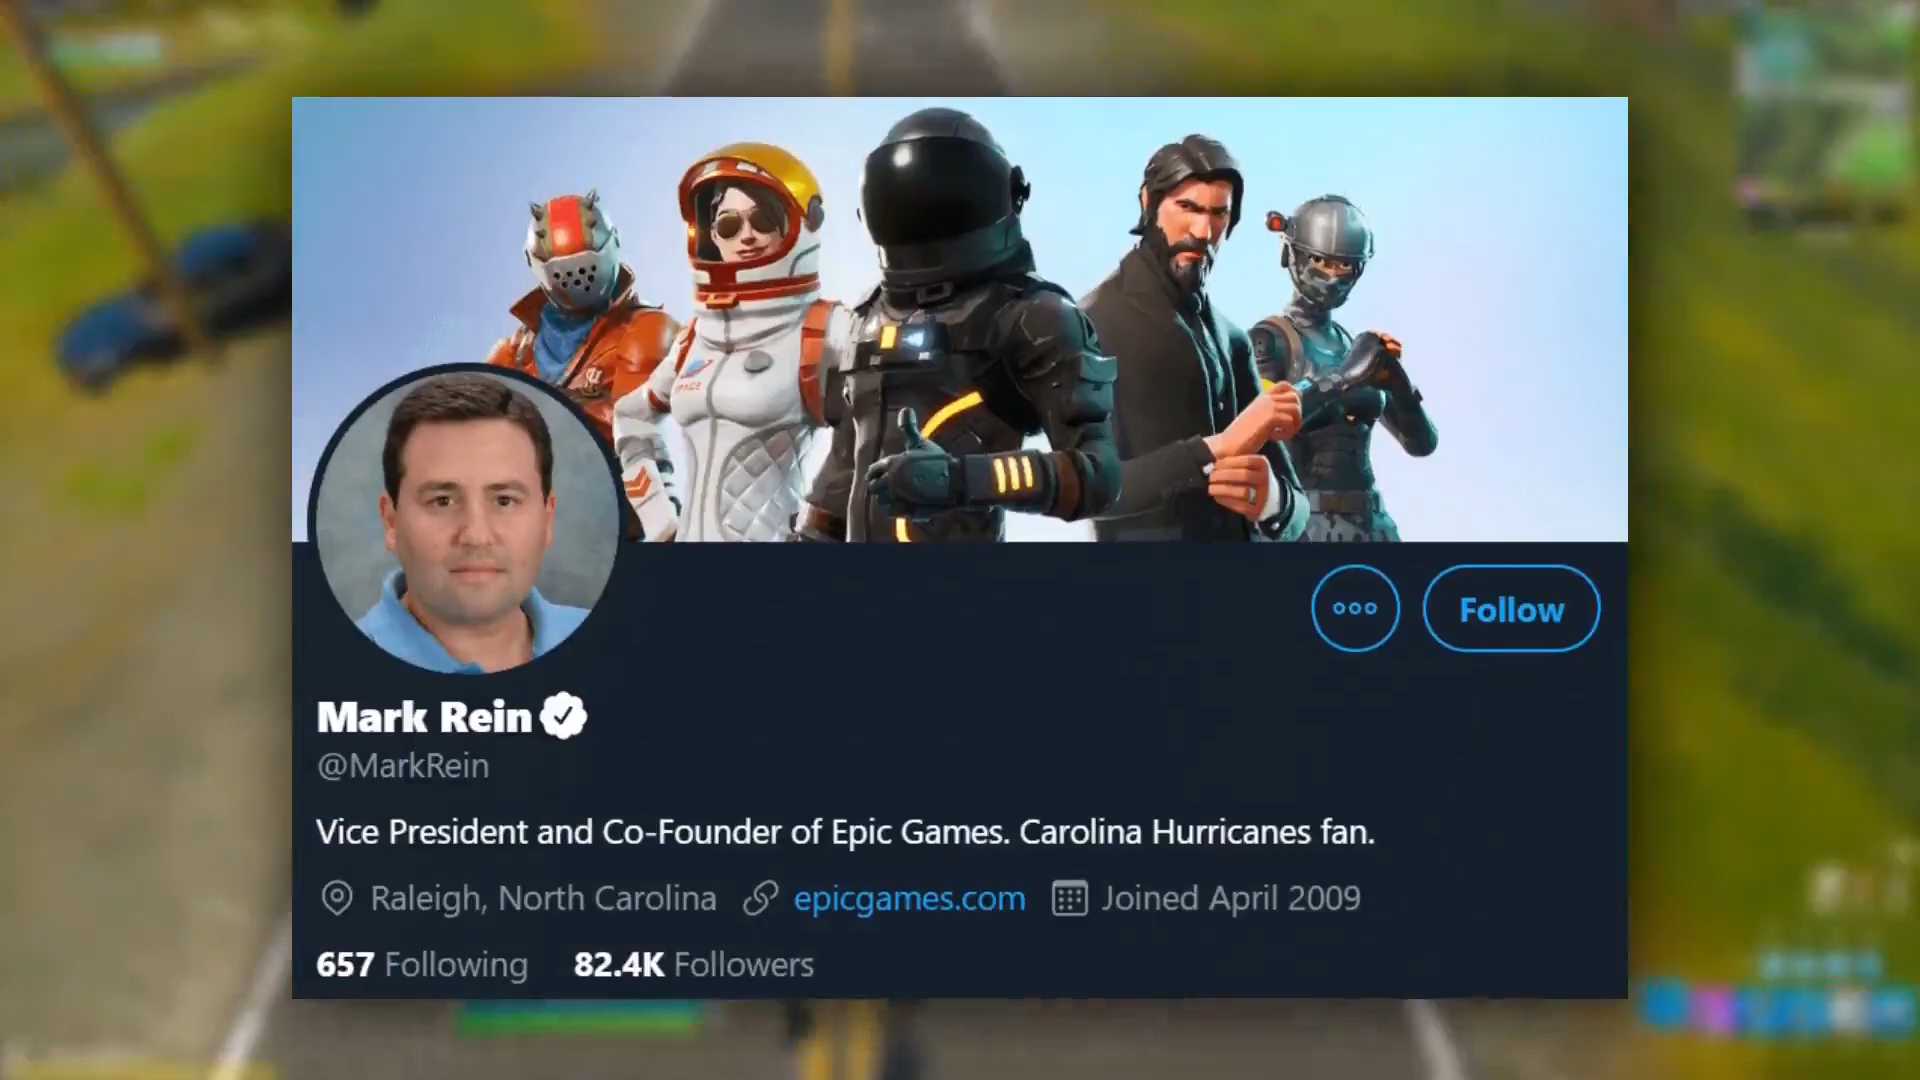 SPACE
Follow
Mark Rein
@MarkRein
Vice President and Co-Founder of Epic Games. Carolina Hurricanes fan.
Raleigh, North Carolina epicgames.com Joined April 2009
657 Following 82.4K Followers